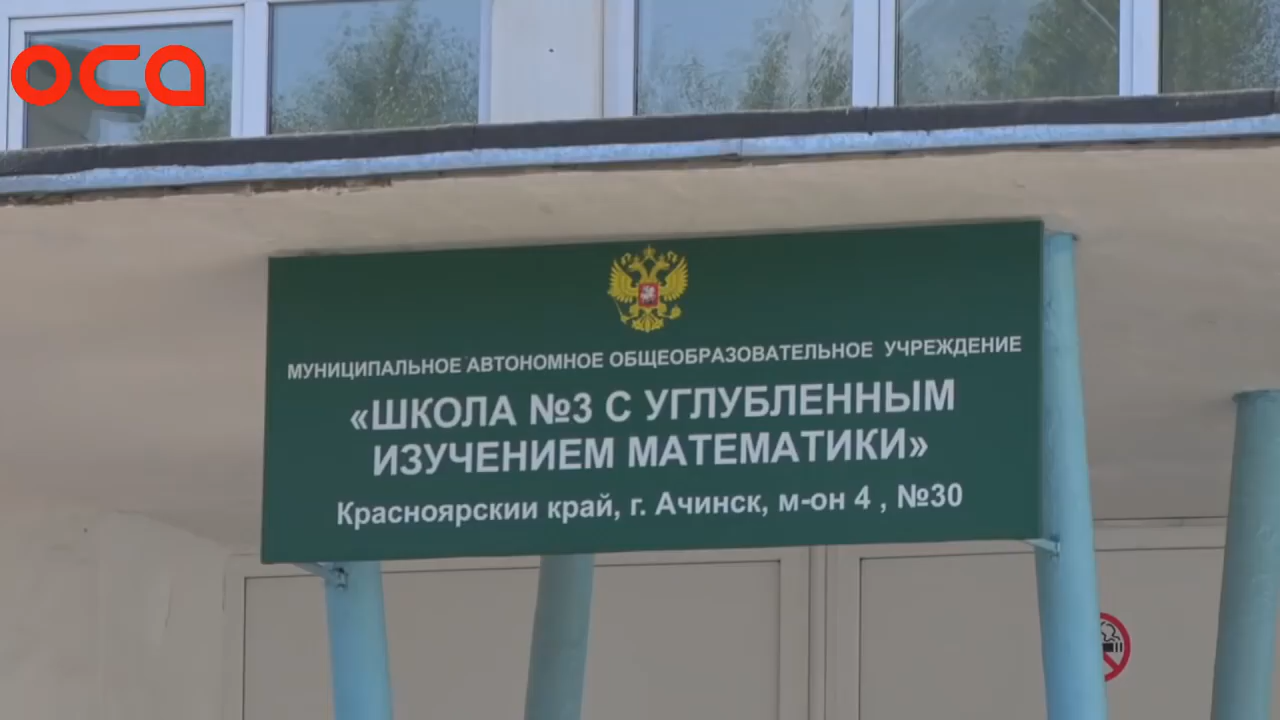 оса
МУНИЦИПАЛЬНОЕ АВТОНОМНОЕ ОБЩЕОБРАЗОВАТЕЛЬНОЕ УЧРЕЖДЕНИЕ
«ШКОЛА №3 С УГЛУБЛЕННЫМ
ИЗУЧЕНИЕМ МАТЕМАТИКИ»
Красноярскии край, г. Ачинск, м-он 4 , №30